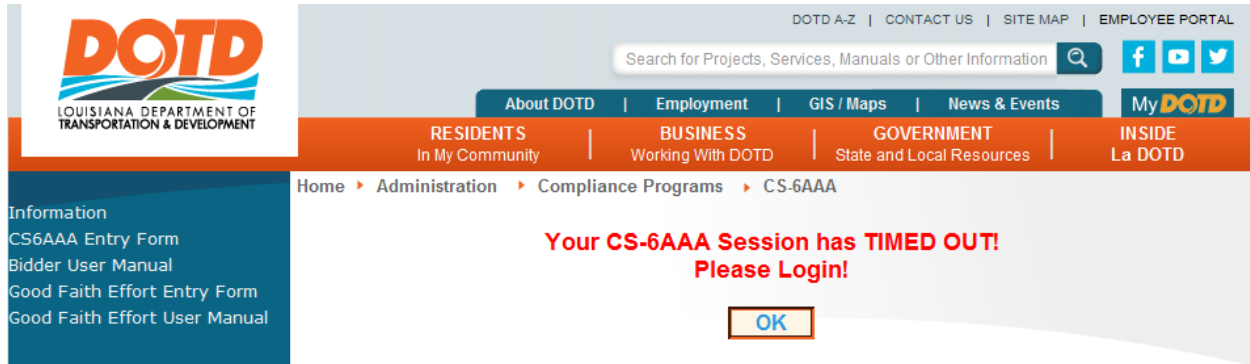 DOTD
LOUISIANA DEPARTMENT OF
TRANSPORTATION & DEVELOPMENT
DOTD A-Z | CONTACT US | SITE MAP | EMPLOYEE PORTAL
Search for Projects, Services, Manuals or Other Information
About DOTD | Employment | GIS / Maps | News & Events
My DOTD
RESIDENTS
In My Community
BUSINESS
Working With DOTD
GOVERNMENT
State and Local Resources
INSIDE
La DOTD
Home Administration Compliance Programs CS-6AAA
Information
CS6AAA Entry Form
Bidder User Manual
Good Faith Effort Entry Form
Good Faith Effort User Manual
Your CS-6AAA Session has TIMED OUT!
Please Login!
OK